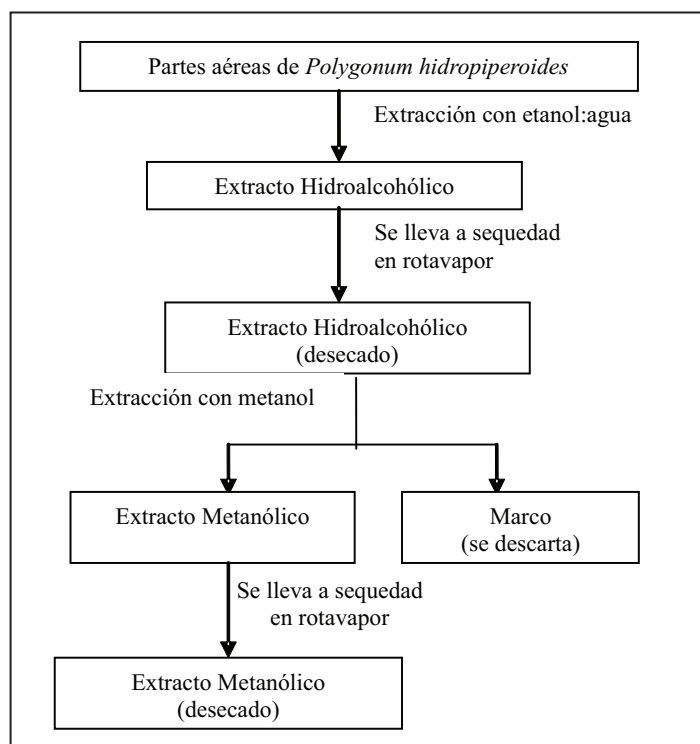 Partes aéreas de Polygonum hidropiperoides
Extracción con etanol:agua
Extracto Hidroalcohólico
Se lleva a sequedad
en rotavapor
Extracto Hidroalcohólico
(desecado)
Extracción con metanol
Extracto Metanólico
Marco
(se descarta)
Se lleva a sequedad
en rotavapor
Extracto Metanólico
(desecado)